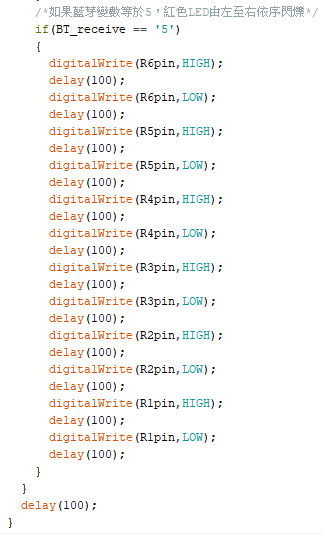 /*如果藍芽變數等於5，紅色LED由左至右依序閃爍*/
if(BT_receive == '5')
{
digitalWrite(R6pin,HIGH);
delay(100);
digitalWrite(R6pin,LOW);
delay(100);
digitalWrite(R5pin,HIGH);
delay(100);
digitalWrite(R5pin,LOW);
delay(100);
digitalWrite(R4pin,HIGH);
delay(100);
digitalWrite(R4pin,LOW);
delay(100);
digitalWrite(R3pin,HIGH);
delay(100);
digitalWrite(R3pin,LOW);
delay(100);
digitalWrite(R2pin,HIGH);
delay(100);
digitalWrite(R2pin,LOW);
delay(100);
digitalWrite(R1pin,HIGH);
delay(100);
digitalWrite(R1pin,LOW);
delay(100);
}
}
delay(100);
}